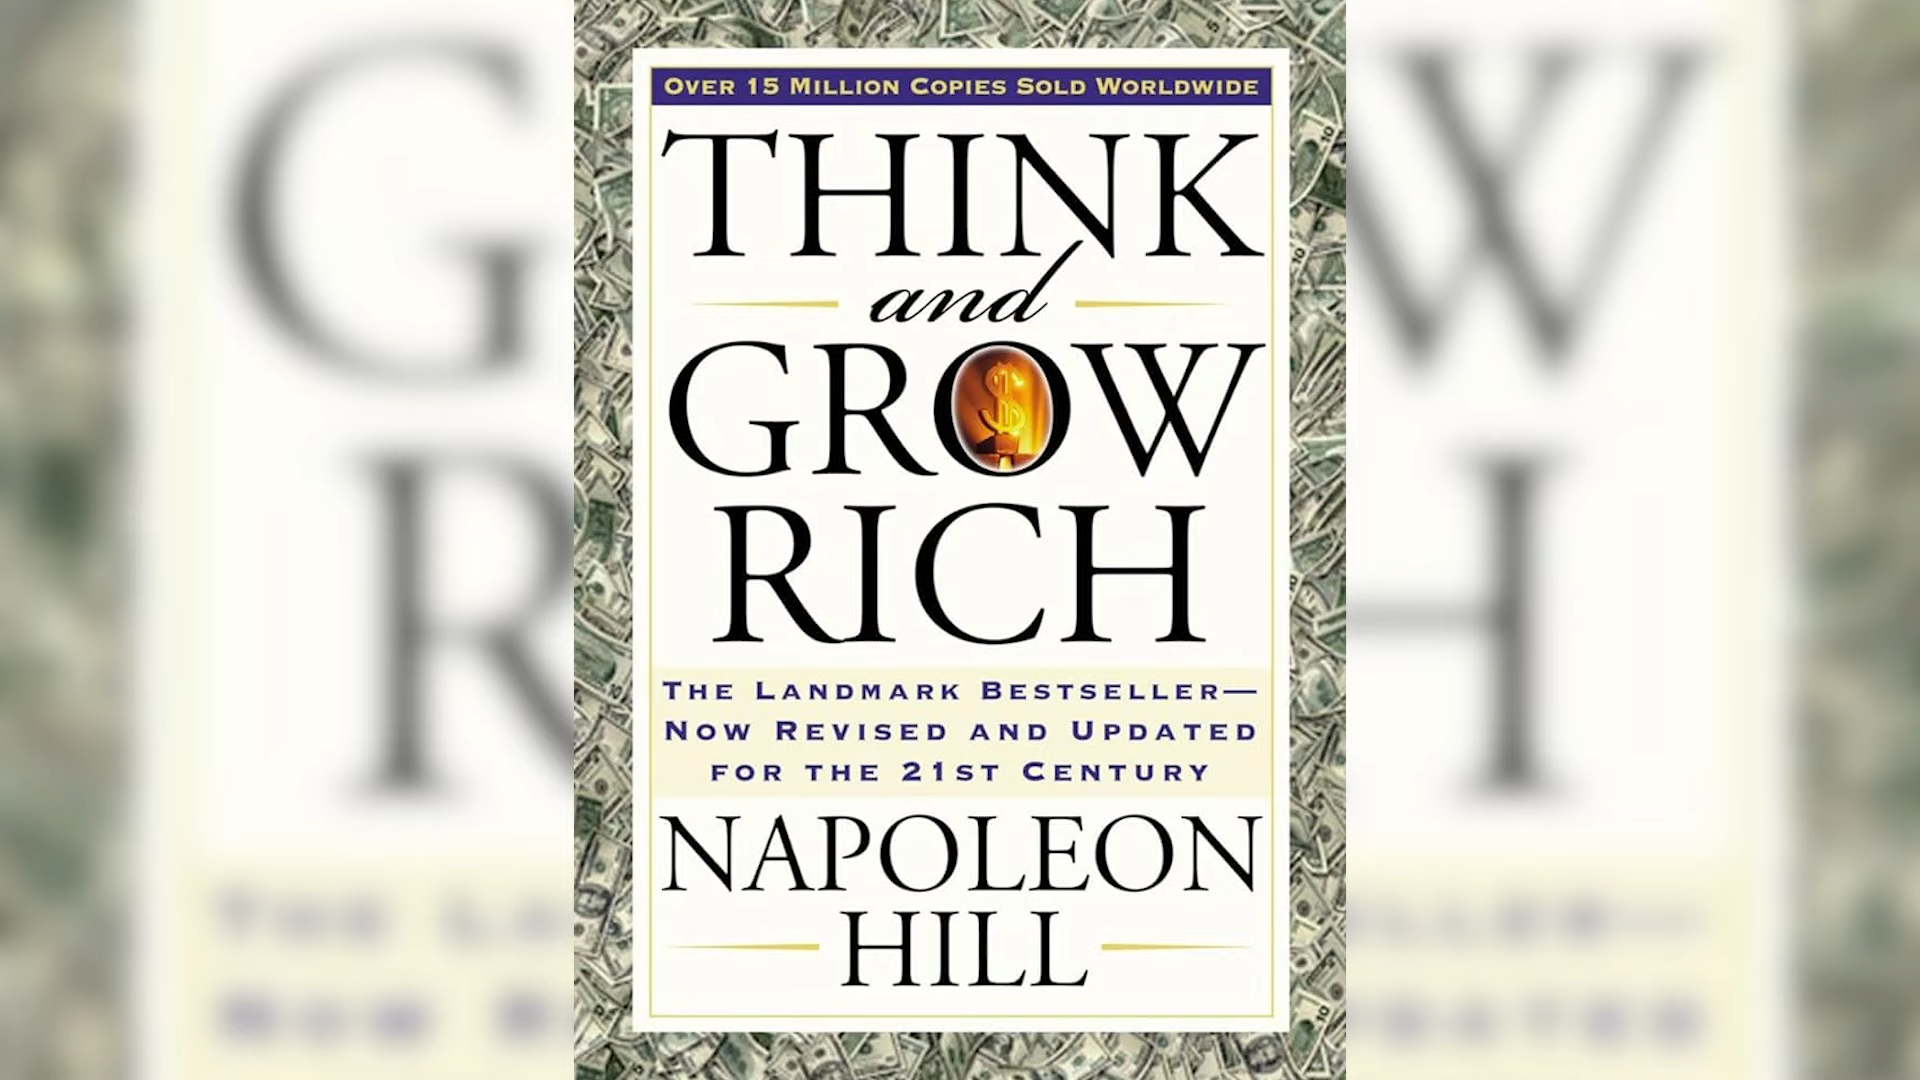 OVER 15 MILLION COPIES SOLD WORLDWIDE
THINK
and
GROW
RICH
THE LANDMARK BESTSELLER—
NOW REVISED AND UPDATED
FOR THE 21ST CENTURY
NAPOLEON
HILL